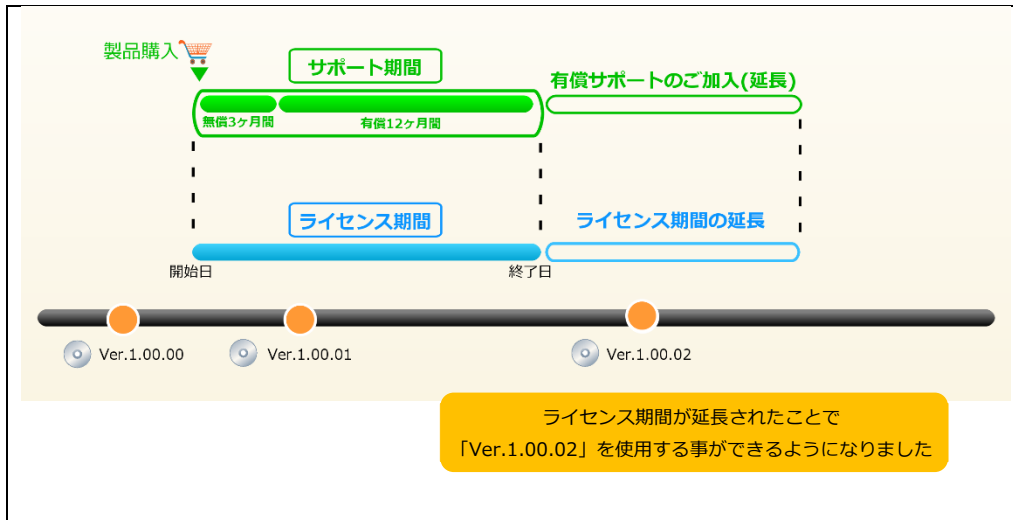 製品購入
サポート期間
有償サポートのご加入(延長)
無償3ヶ月間
有償12ヶ月間
ライセンス期間
ライセンス期間の延長
開始日
終了日
Ver.1.00.00
Ver.1.00.01
Ver.1.00.02
ライセンス期間が延長されたことで
「Ver.1.00.02」を使用する事ができるようになりました